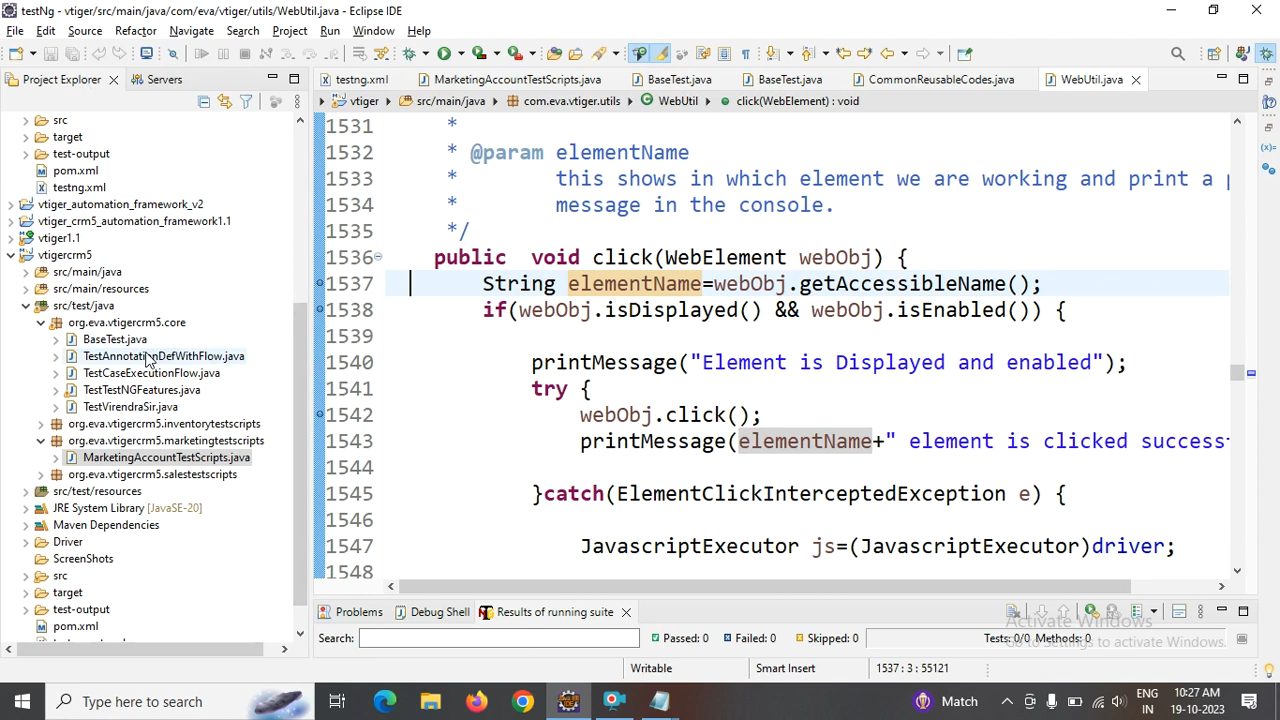 testNg - vtiger/src/main/java/com/eva/vtiger/utils/WebUtil.java - Eclipse IDE
File Edit Source Refactor Navigate Search Project Run Window Help
Project Explorer Servers
testng.xml MarketingAccountTestScripts.java BaseTest.java BaseTest.java CommonReusableCodes.java WebUtil.java
vtiger src/main/java com.eva.vtiger.utils WebUtil click(WebElement) : void
src
target
test-output
pom.xml
testng.xml
vtiger_automation_framework_v2
vtiger_crm5_automation_framework1.1
vtiger1.1
vtigercrm5
src/main/java
src/main/resources
src/test/java
org.eva.vtigercrm5.core
BaseTest.java
TestAnnotationDefWithFlow.java
TestCaseExecutionFlow.java
TestTestNGFeatures.java
TestVirendraSir.java
org.eva.vtigercrm5.inventorytestscripts
org.eva.vtigercrm5.marketingtestscripts
MarketingAccountTestScripts.java
org.eva.vtigercrm5.salestestscripts
src/test/resources
JRE System Library [JavaSE-20]
Maven Dependencies
Driver
ScreenShots
src
target
test-output
pom.xml
1531 *
1532 * @param elementName
1533 * this shows in which element we are working and print a
1534 * message in the console.
1535 */
1536 public void click(WebElement webObj) {
1537 String elementName=webObj.getAccessibleName();
1538 if(webObj.isDisplayed() && webObj.isEnabled()) {
1539
1540 printMessage("Element is Displayed and enabled");
1541 try {
1542 webObj.click();
1543 printMessage(elementName+" element is clicked success
1544
1545 }catch(ElementClickInterceptedException e) {
1546
1547 JavascriptExecutor js=(JavascriptExecutor)driver;
1548
Problems Debug Shell Results of running suite
Search: Passed: 0 Failed: 0 Skipped: 0 Tests: 0/0 Methods: 0
Activate Windows
Go to Settings to activate Windows.
Writable Smart Insert 1537 : 3 : 55121
Type here to search Match ENG IN 10:27 AM 19-10-2023